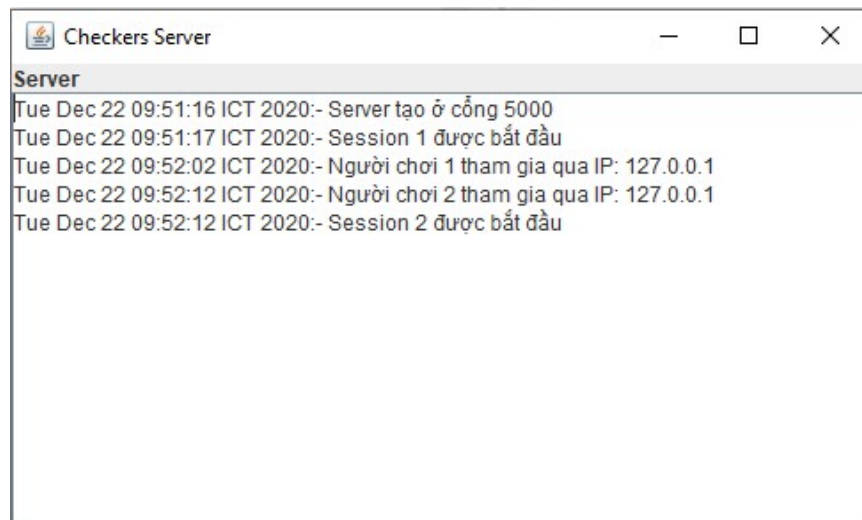 Checkers Server
Server
Tue Dec 22 09:51:16 ICT 2020:- Server tạo ở cổng 5000
Tue Dec 22 09:51:17 ICT 2020:- Session 1 được bắt đầu
Tue Dec 22 09:52:02 ICT 2020:- Người chơi 1 tham gia qua IP: 127.0.0.1
Tue Dec 22 09:52:12 ICT 2020:- Người chơi 2 tham gia qua IP: 127.0.0.1
Tue Dec 22 09:52:12 ICT 2020:- Session 2 được bắt đầu